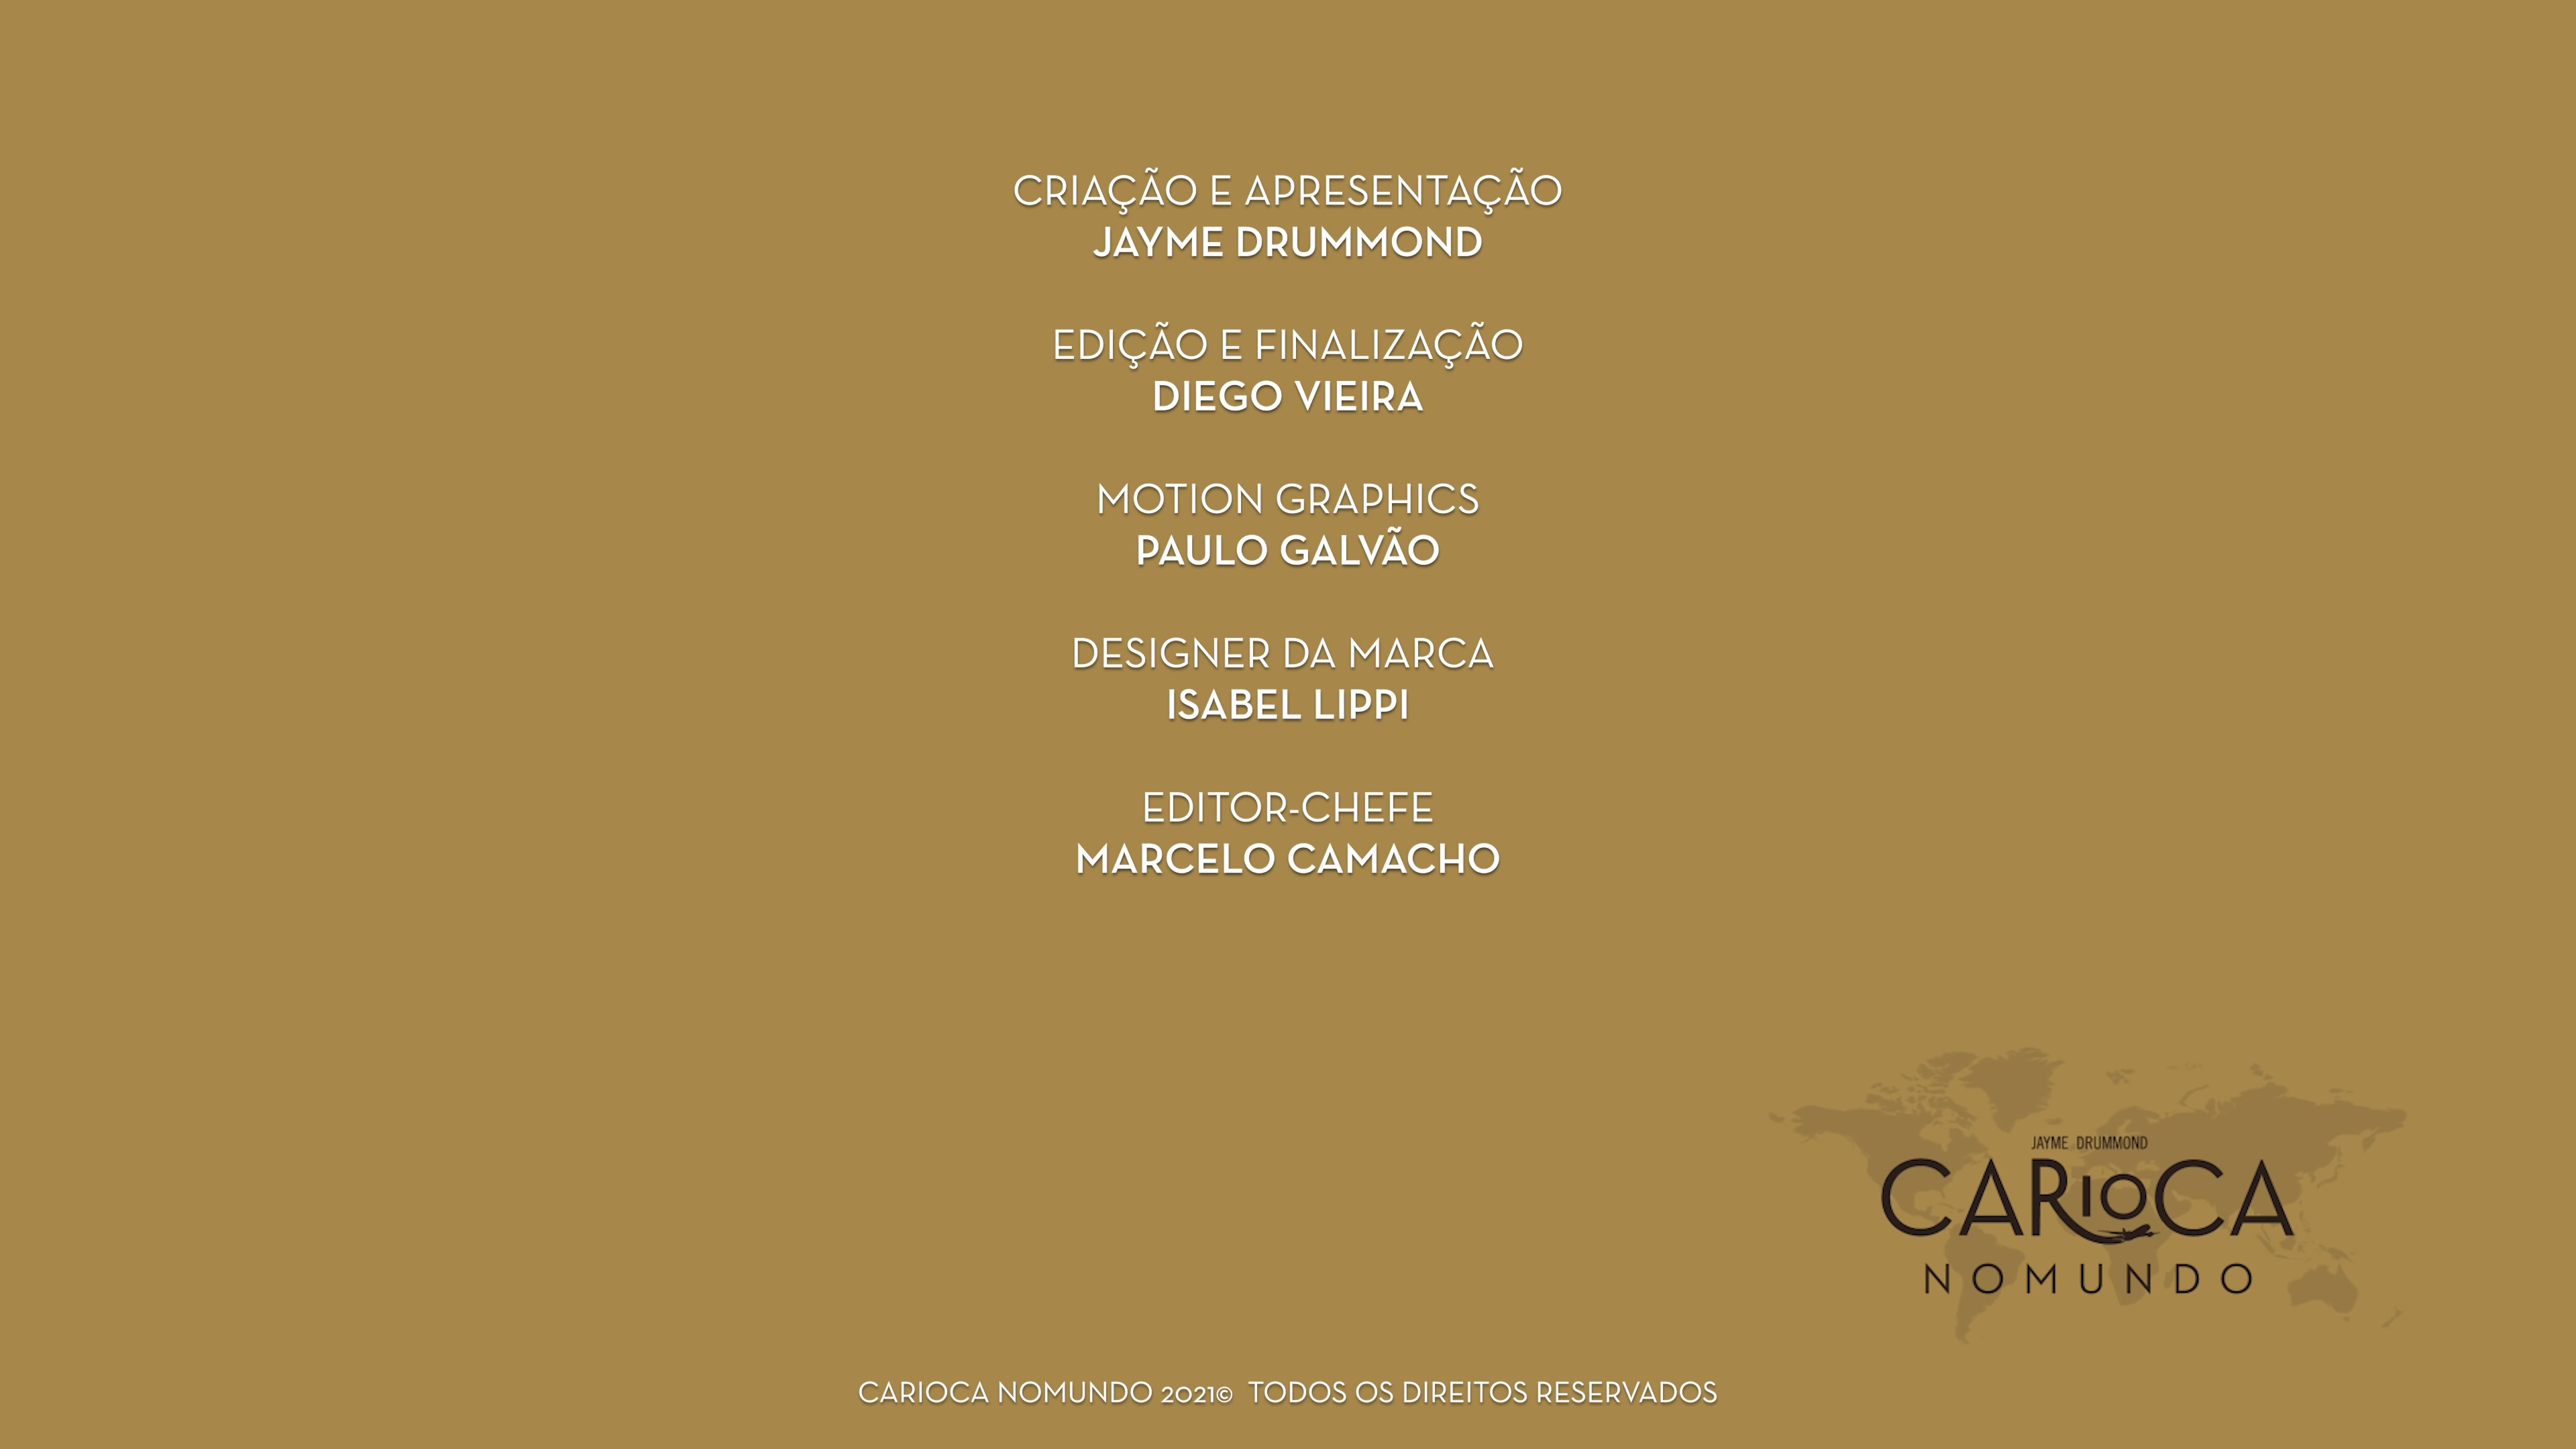 CRIAÇÃO E APRESENTAÇÃO
JAYME DRUMMOND
EDIÇÃO E FINALIZAÇÃO
DIEGO VIEIRA
MOTION GRAPHICS
PAULO GALVÃO
DESIGNER DA MARCA
ISABEL LIPPI
EDITOR-CHEFE
MARCELO CAMACHO
JAYME DRUMMOND
CARioCA
NOMUNDO
CARIOCA NOMUNDO 2021© TODOS OS DIREITOS RESERVADOS